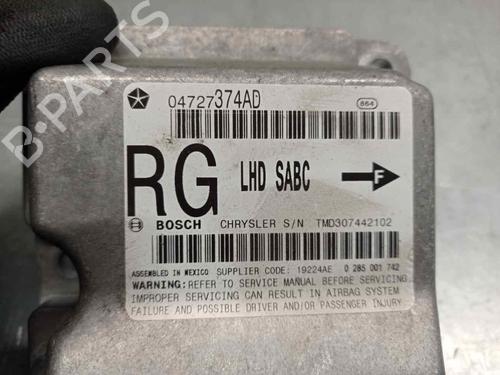 04727374AD
864
RG LHD SABC F
BOSCH CHRYSLER S/N TMD307442102
ASSEMBLED IN MEXICO SUPPLIER CODE: 19224AE 0 285 001 742
WARNING: REFER TO SERVICE MANUAL BEFORE SERVICING
IMPROPER SERVICING CAN RESULT IN AIRBAG SYSTEM
FAILURE AND POSSIBLE DRIVER AND/OR PASSENGER INJURY
B-PARTS